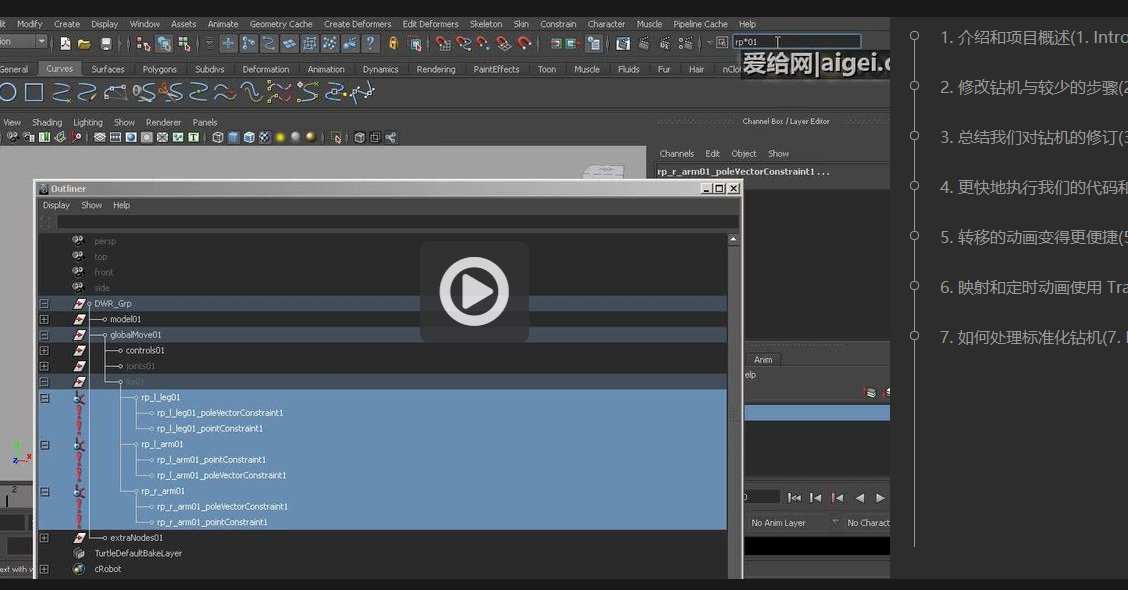 Modify Create Display Window Assets Animate Geometry Cache Create Deformers Edit Deformers Skeleton Skin Constrain Character Muscle Pipeline Cache Help
rp*01
General Curves Surfaces Polygons Subdivs Deformation Animation Dynamics Rendering PaintEffects Toon Muscle Fluids Fur Hair
爱给网|aigei.c
View Shading Lighting Show Renderer Panels
Channel Box / Layer Editor
Channels Edit Object Show
rp_r_arm01_poleVectorConstraint1 ...
Outliner
Display Show Help
persp
top
front
side
DWR_Grp
model01
globalMove01
controls01
joints01
rp_l_leg01
rp_l_leg01_poleVectorConstraint1
rp_l_leg01_pointConstraint1
rp_l_arm01
rp_l_arm01_pointConstraint1
rp_l_arm01_poleVectorConstraint1
rp_r_arm01
rp_r_arm01_poleVectorConstraint1
rp_r_arm01_pointConstraint1
extraNodes01
TurtleDefaultBakeLayer
cRobot
Anim
elp
2
No Anim Layer
No Charact
1. 介绍和项目概述(1. Intro
2. 修改钻机与较少的步骤(2
3. 总结我们对钻机的修订(3
4. 更快地执行我们的代码和
5. 转移的动画变得更便捷(5
6. 映射和定时动画使用 Tra
7. 如何处理标准化钻机(7.